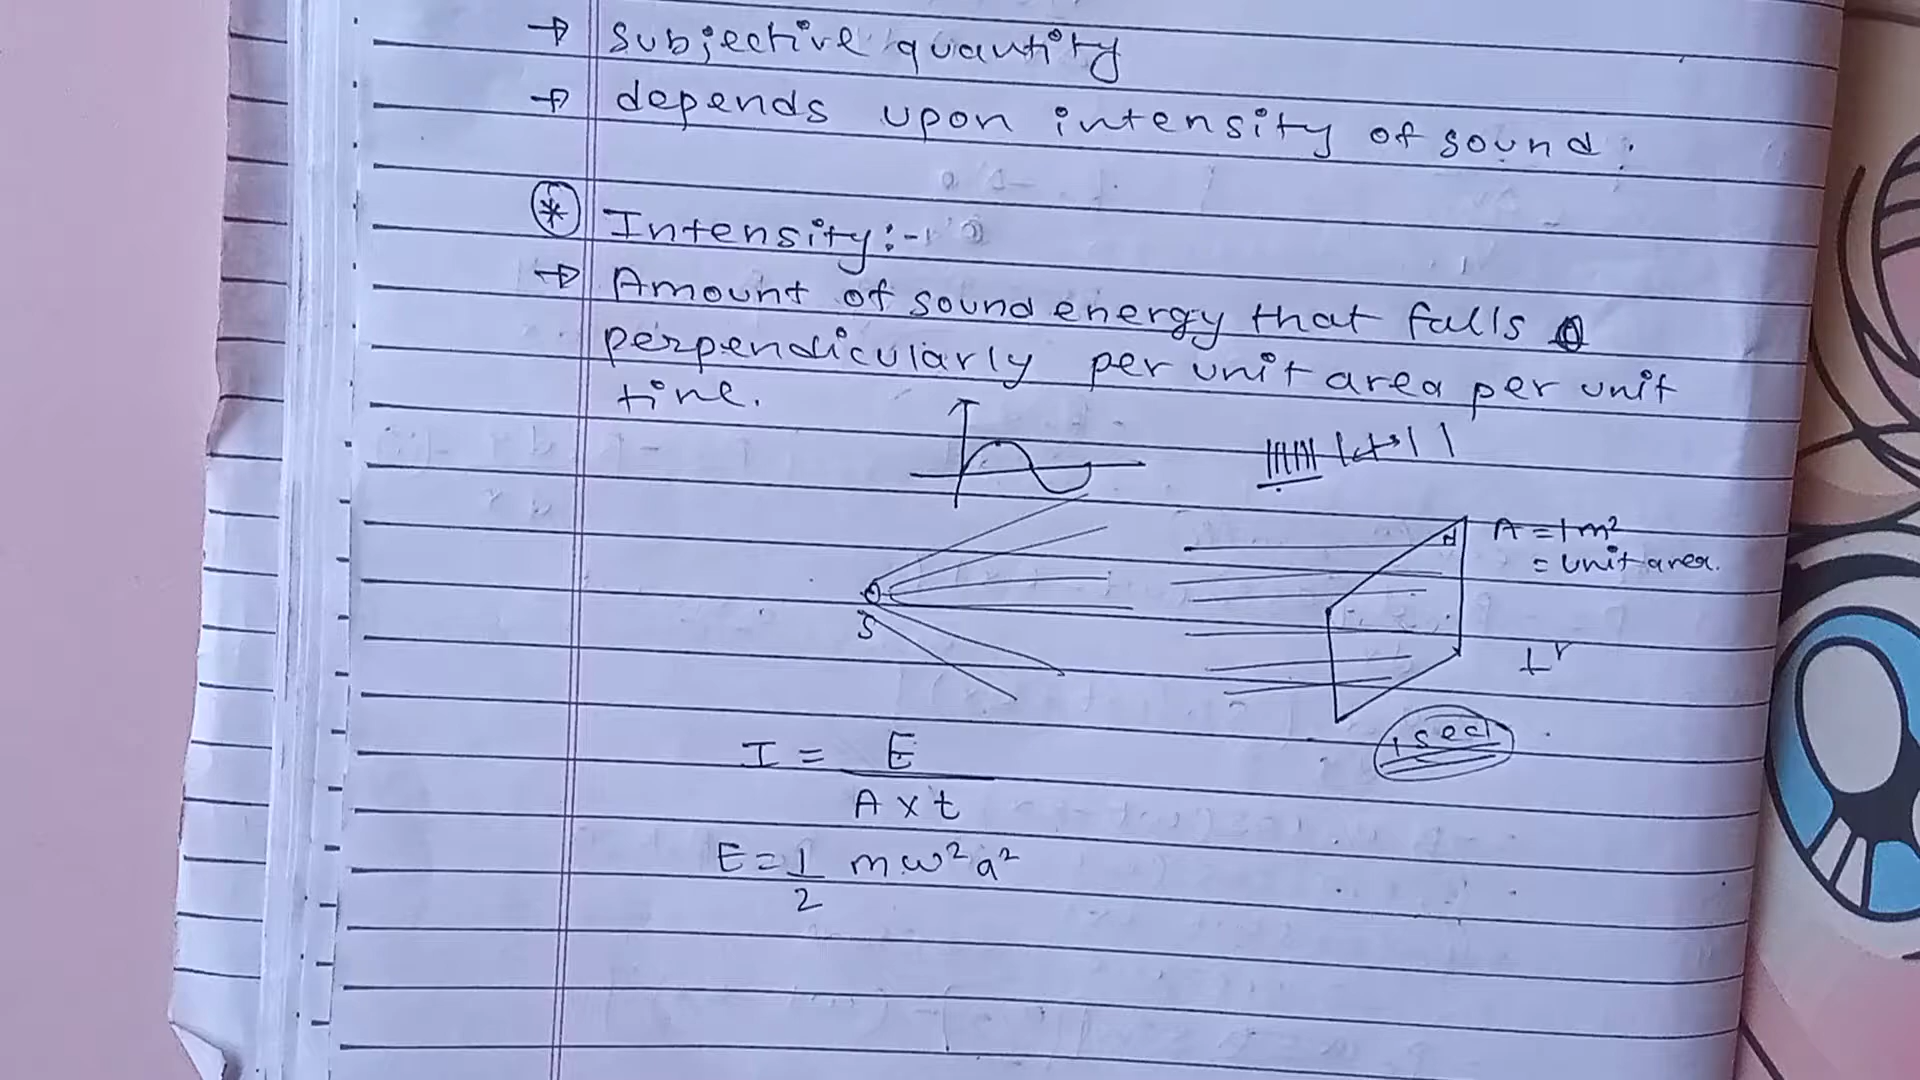 → subjective quantity
→ depends upon intensity of sound.
* Intensity:-
→ Amount of sound energy that falls
perpendicularly per unit area per unit
time.
A = 1m²
= unit area.
S
⊥r
1 sec
I = E
A x t
E = 1 mω²a²
2